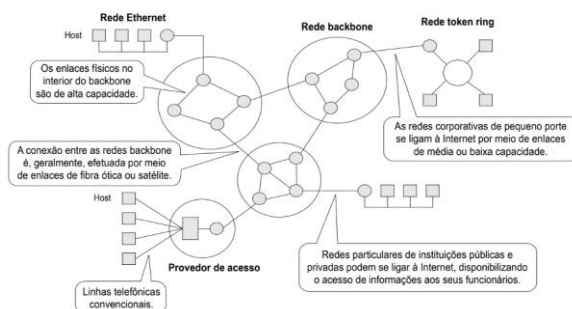 Rede Ethernet
Rede backbone
Rede token ring
Host
Os enlaces físicos no
interior do backbone
são de alta capacidade.
As redes corporativas de pequeno porte
se ligam à Internet por meio de enlaces
de média ou baixa capacidade.
A conexão entre as redes backbone
é, geralmente, efetuada por meio
de enlaces de fibra ótica ou satélite.
Host
Provedor de acesso
Redes particulares de instituições públicas e
privadas podem se ligar à Internet, disponibilizando
o acesso de informações aos seus funcionários.
Linhas telefônicas
convencionais.